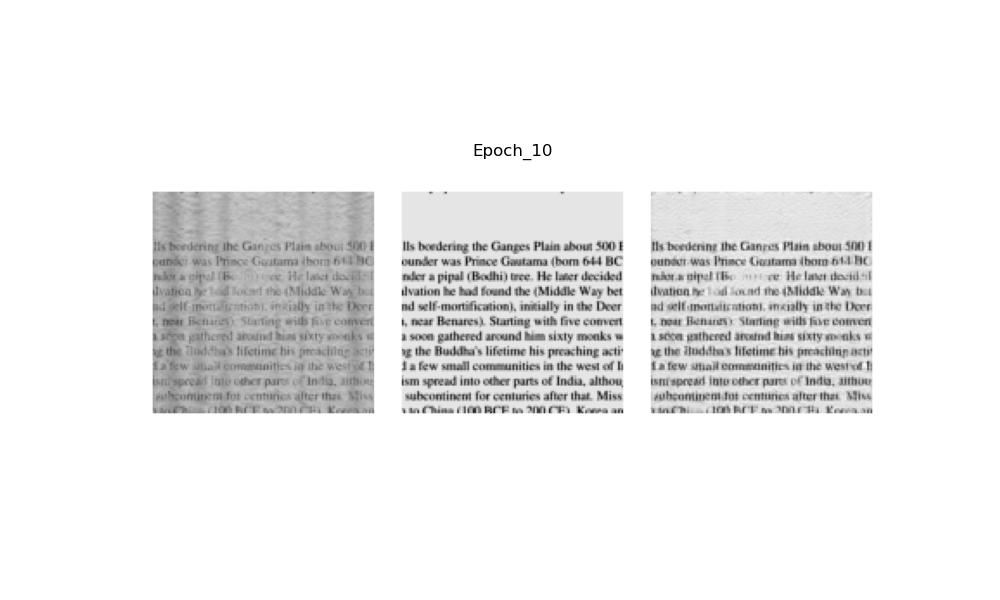 Epoch_10
lls bordering the Ganges Plain about 500
ounder was Prince Gautama (born 644 BC
nder a pipal He later
lvation he had found the (Middle Way bet
nd self-mortification), initially in the Deer
, near Benares). Starting with five convert
a soon gathered around him sixty monks w
g the Buddha's lifetime his preaching acti
d a few small communities in the west of I
ism spread into other parts of India, althou
subcontinent for centuries after that. Miss
to China (100 BCE to 200 CE), Korea an
lls bordering the Ganges Plain about 500 E
ounder was Prince Gautama (born 644 BC
nder a pipal (Bodhi) tree. He later decided
lvation he had found the (Middle Way bet
nd self-mortification), initially in the Deer
, near Benares). Starting with five convert
a soon gathered around him sixty monks w
g the Buddha's lifetime his preaching acti
d a few small communities in the west of I
ism spread into other parts of India, althou
subcontinent for centuries after that. Miss
to China (100 BCE to 200 CE), Korea an
lls bordering the Ganges Plain about 500 E
ounder was Prince Gautama (born 644 BC
nder a pipal He later
lvation he had found the (Middle Way bet
nd self-mortification), initially in the Deer
, near Benares). Starting with five convert
a soon gathered around him sixty monks w
g the Buddha's lifetime his preaching acti
d a few small communities in the west of I
ism spread into other parts of India, althou
subcontinent for centuries after that. Miss
to China (100 BCE to 200 CE), Korea an